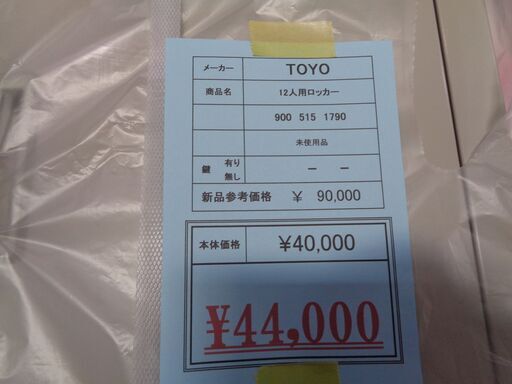 メーカー TOYO
商品名 12人用ロッカー
900 515 1790
未使用品
鍵 有り 無し ー ー
新品参考価格 ¥ 90,000
本体価格 ¥40,000
¥44,000